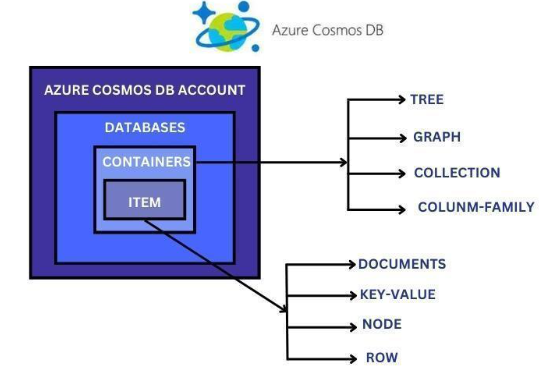 Azure Cosmos DB
AZURE COSMOS DB ACCOUNT
DATABASES
CONTAINERS
ITEM
TREE
GRAPH
COLLECTION
COLUNM-FAMILY
DOCUMENTS
KEY-VALUE
NODE
ROW